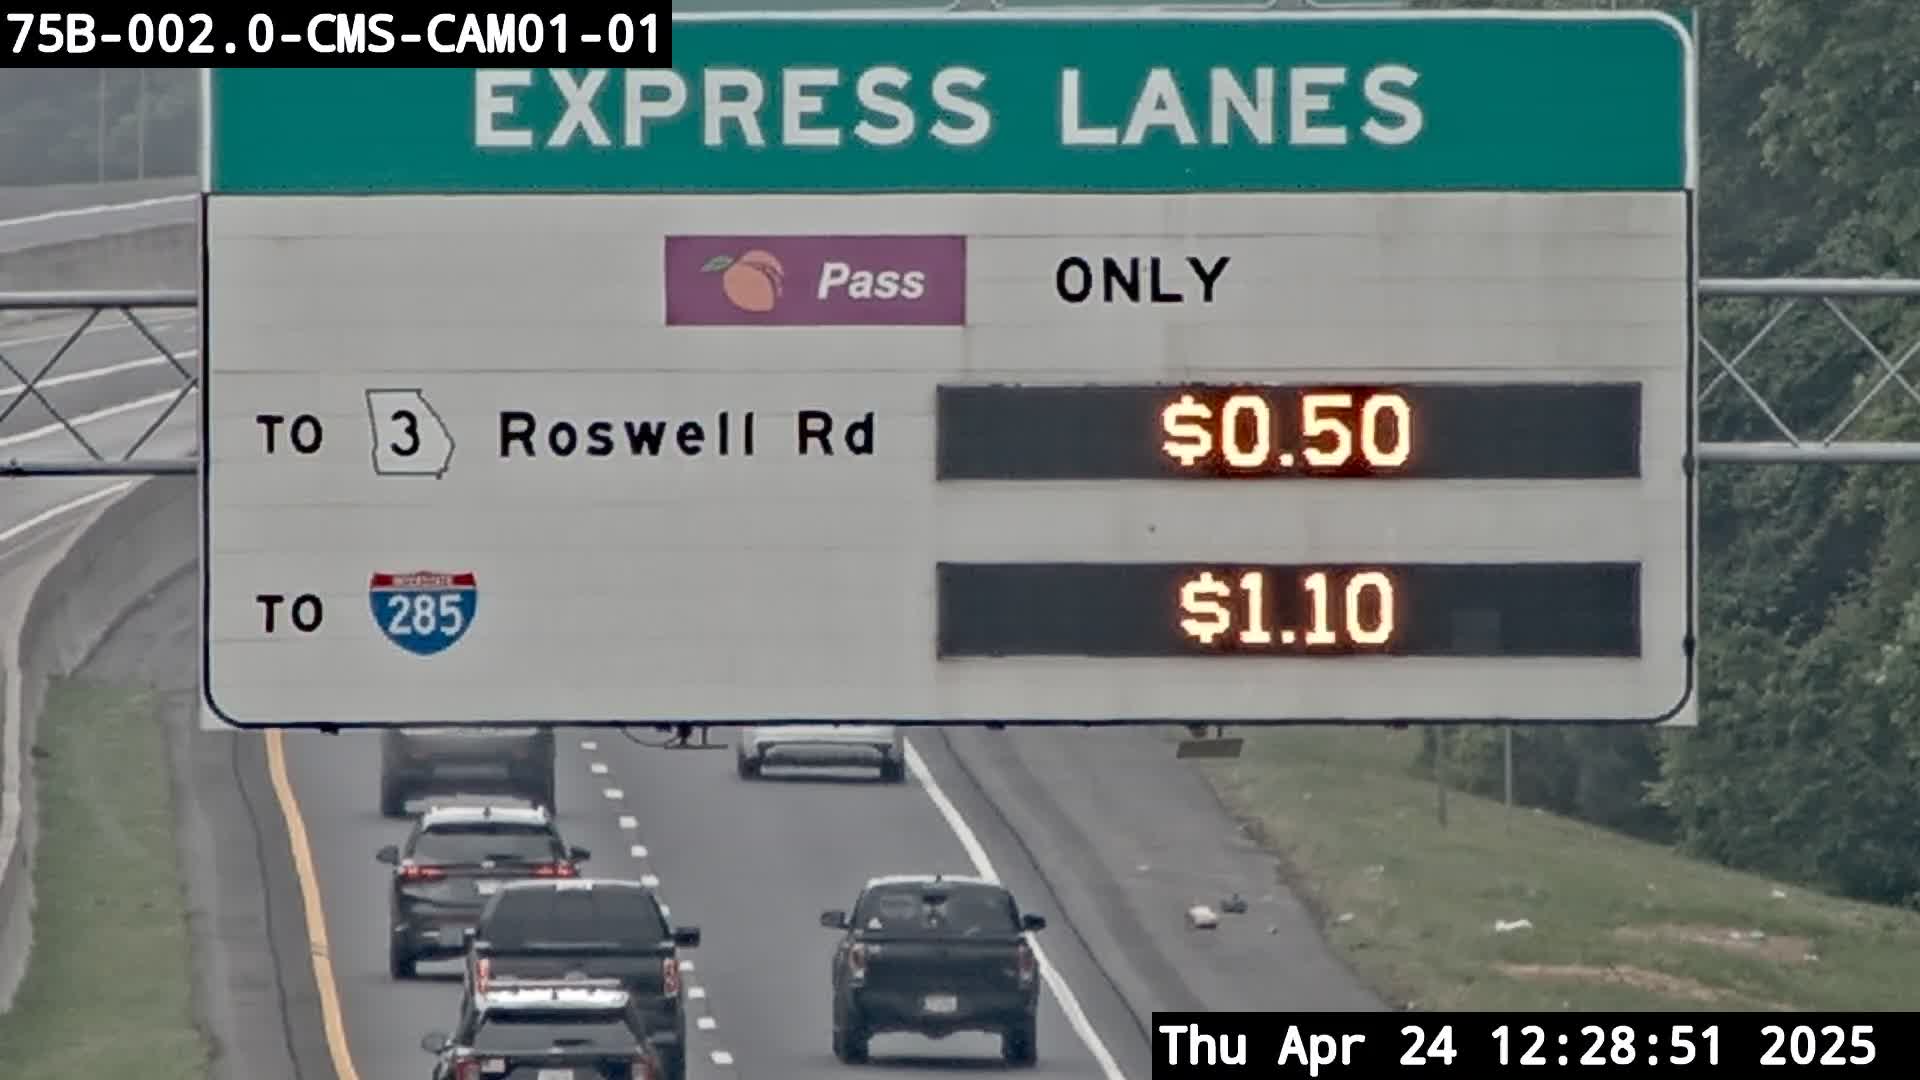 75B-002.0-CMS-CAM01-01
EXPRESS LANES
Pass ONLY
TO 3 Roswell Rd $0.50
INTERSTATE
TO 285 $1.10
Thu Apr 24 12:28:51 2025